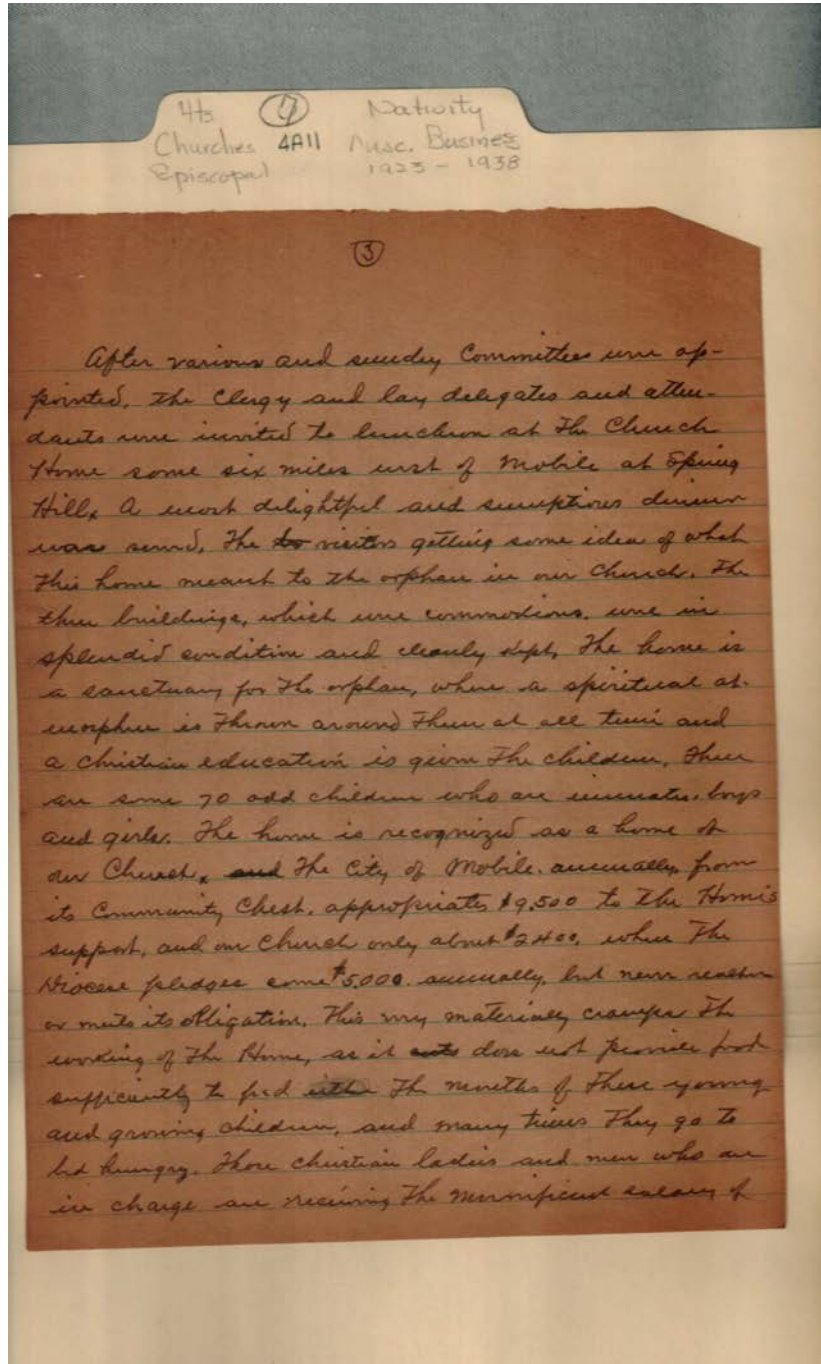 Hts 7 Nativity
Churches 4A11 Misc. Business
Episcopal 1923 - 1938
3
After various and sundry Committees were ap-
pointed, the Clergy and lay delegates and atten-
dants were invited to luncheon at the Church
Home some six miles west of Mobile at Spring
Hill. A most delightful and sumptious dinner
was served, the visitors getting some idea of what
this home meant to the orphan in our Church. The
three buildings, which were commodious, were in
splendid condition and cleanly kept, The home is
a sanctuary for the orphan, where a spiritual at-
mosphere is thrown around them at all times and
a christian education is given the children, There
are some 70 odd children who are inmates, boys
and girls. The home is recognized as a home of
our Church, and The City of Mobile annually, from
its Community Chest, appropriates $9,500 to the Home's
support, and our Church only about $2400, when the
Diocese pledges some $5,000 annually, but never reaches
or meets its obligation. This very materially cramps the
working of the Home, as it does not provide food
sufficiently to feed the mouths of these young
and growing children, and many times they go to
bed hungry. Those christian ladies and men who are
in charge are receiving the munificent salary of